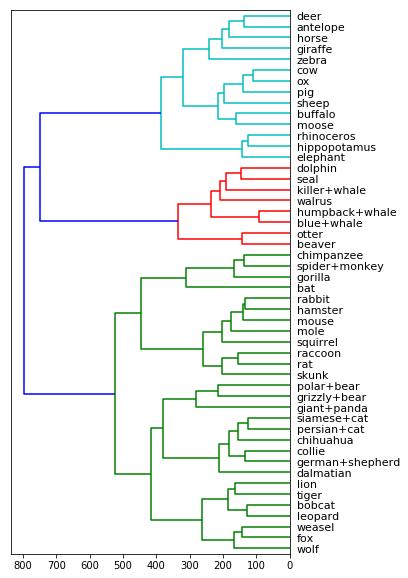 deer
antelope
horse
giraffe
zebra
cow
ox
pig
sheep
buffalo
moose
rhinoceros
hippopotamus
elephant
dolphin
seal
killer+whale
walrus
humpback+whale
blue+whale
otter
beaver
chimpanzee
spider+monkey
gorilla
bat
rabbit
hamster
mouse
mole
squirrel
raccoon
rat
skunk
polar+bear
grizzly+bear
giant+panda
siamese+cat
persian+cat
chihuahua
collie
german+shepherd
dalmatian
lion
tiger
bobcat
leopard
weasel
fox
wolf
800 700 600 500 400 300 200 100 0